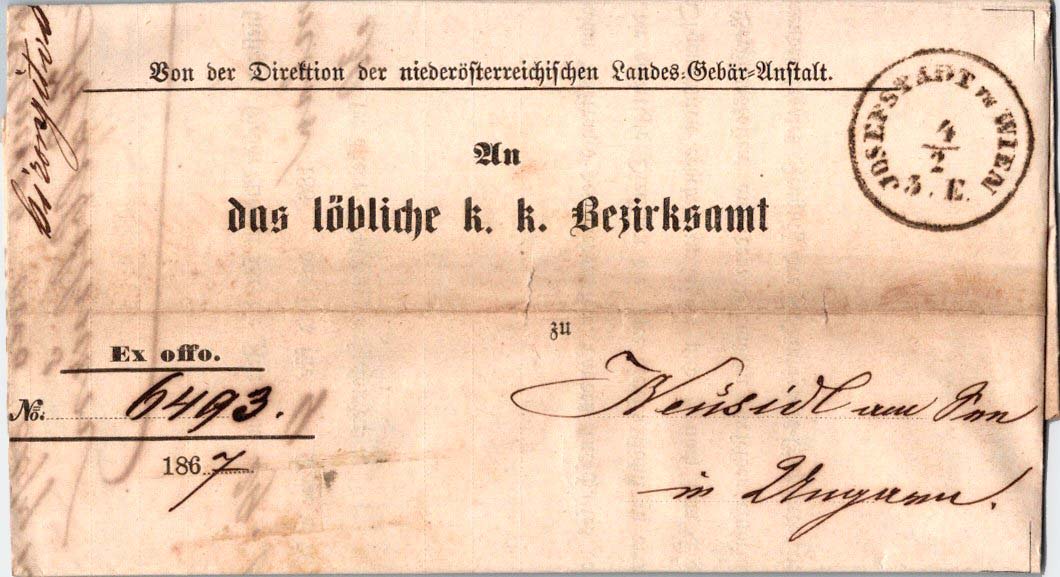 Von der Direktion der niederösterreichischen Landes-Gebär-Anstalt.
JOSEFSTADT in WIEN
4/2
5. E.
An
das löbliche k. k. Bezirksamt
zu
Ex offo.
No: 6493.
1867
Neusidl am See
in Ungarn.